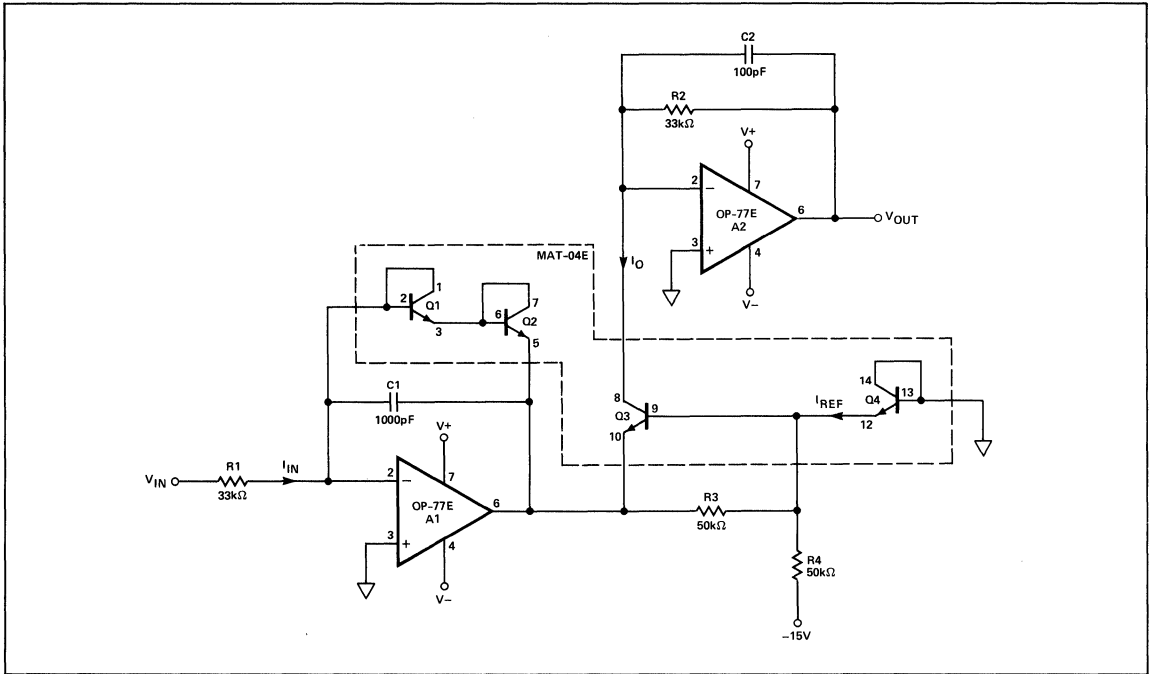 C2
100pF
R2
33kΩ
V+
7
2
−
OP-77E
A2
6
VOUT
3
+
4
V−
MAT-04E
IO
1
2
Q1
3
7
6
Q2
5
C1
1000pF
8
Q3
9
10
IREF
14
Q4
13
12
V+
7
VIN
R1
33kΩ
IIN
2
−
OP-77E
A1
6
3
+
4
V−
R3
50kΩ
R4
50kΩ
−15V